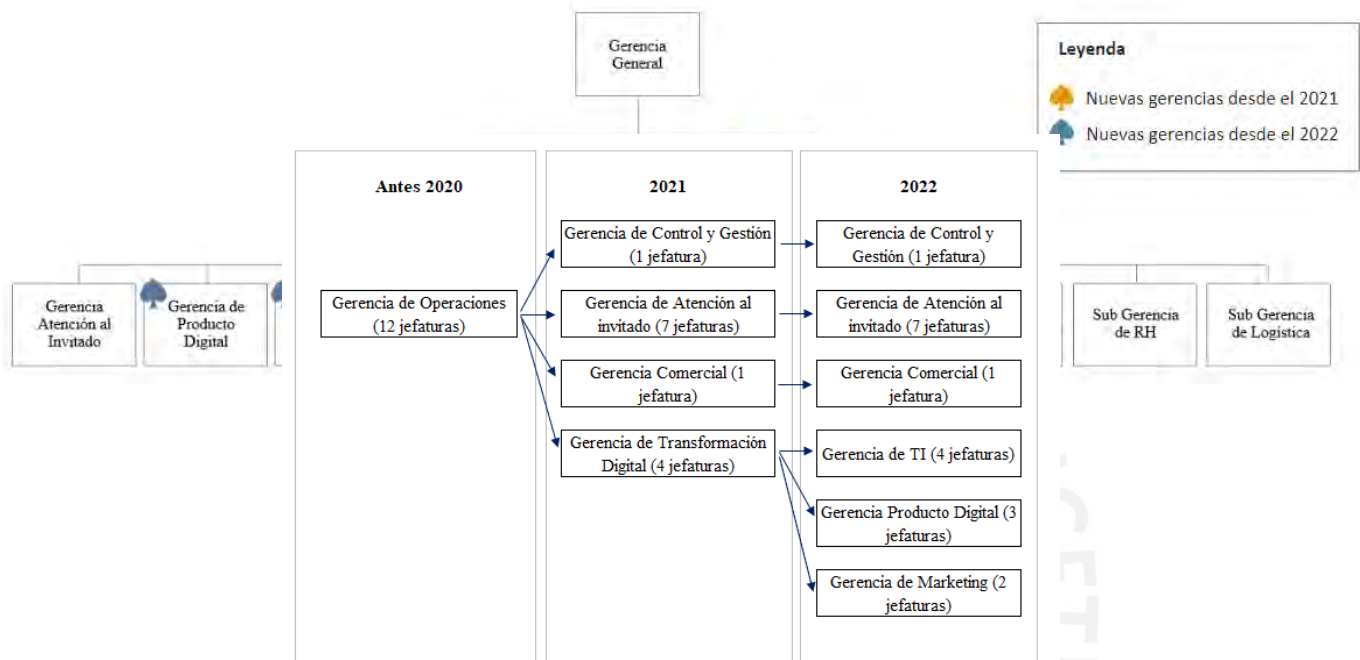 Gerencia
General
Leyenda
Nuevas gerencias desde el 2021
Nuevas gerencias desde el 2022
Antes 2020
2021
2022
Gerencia de Operaciones
(12 jefaturas)
Gerencia de Control y Gestión
(1 jefatura)
Gerencia de Atención al
invitado (7 jefaturas)
Gerencia Comercial (1
jefatura)
Gerencia de Transformación
Digital (4 jefaturas)
Gerencia de Control y
Gestión (1 jefatura)
Gerencia de Atención al
invitado (7 jefaturas)
Gerencia Comercial (1
jefatura)
Gerencia de TI (4 jefaturas)
Gerencia Producto Digital (3
jefaturas)
Gerencia de Marketing (2
jefaturas)
Gerencia
Atención al
Invitado
Gerencia de
Producto
Digital
Sub Gerencia
de RH
Sub Gerencia
de Logística